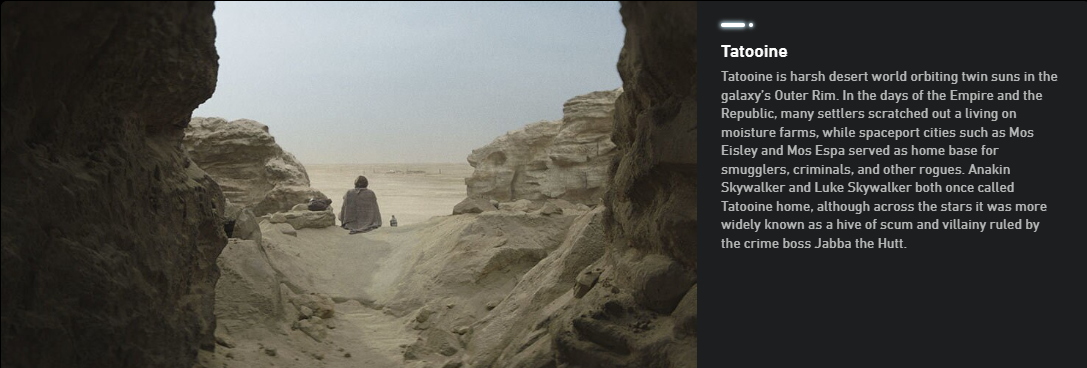 Tatooine
Tatooine is harsh desert world orbiting twin suns in the
galaxy's Outer Rim. In the days of the Empire and the
Republic, many settlers scratched out a living on
moisture farms, while spaceport cities such as Mos
Eisley and Mos Espa served as home base for
smugglers, criminals, and other rogues. Anakin
Skywalker and Luke Skywalker both once called
Tatooine home, although across the stars it was more
widely known as a hive of scum and villainy ruled by
the crime boss Jabba the Hutt.